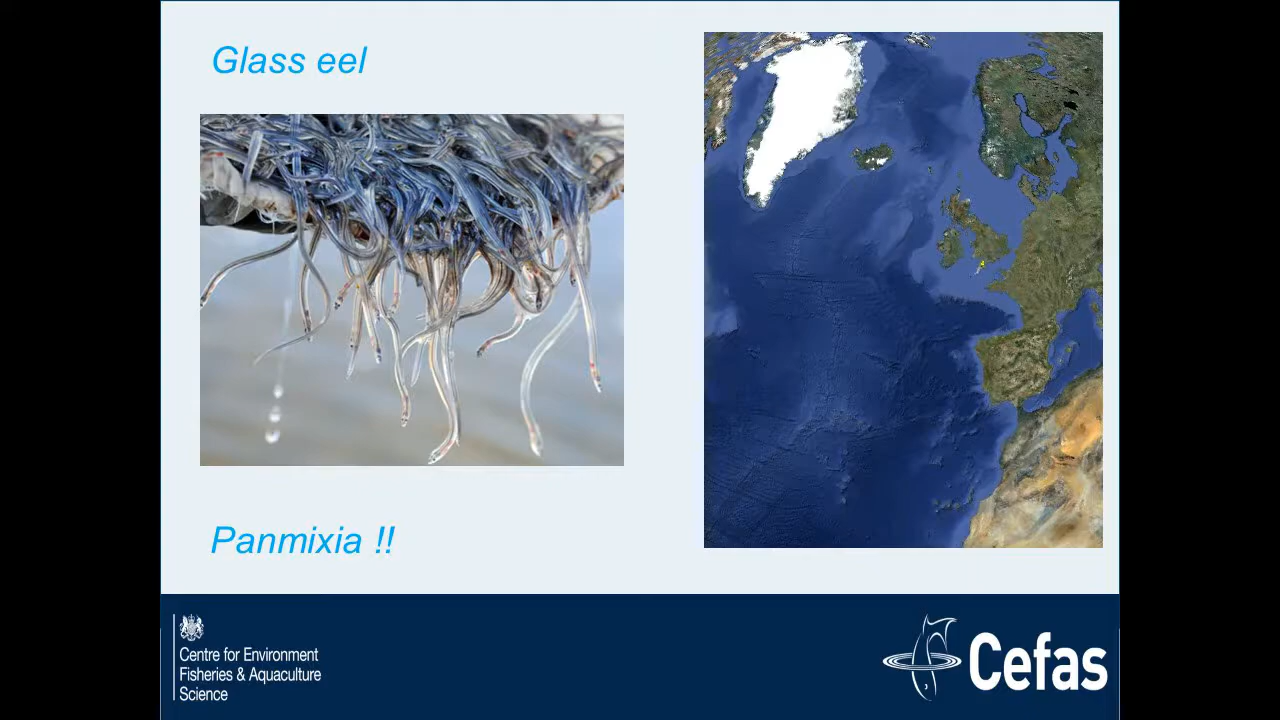 Glass eel
Panmixia !!
Centre for Environment
Fisheries & Aquaculture
Science
Cefas